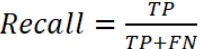 Recall = TP / TP+FN